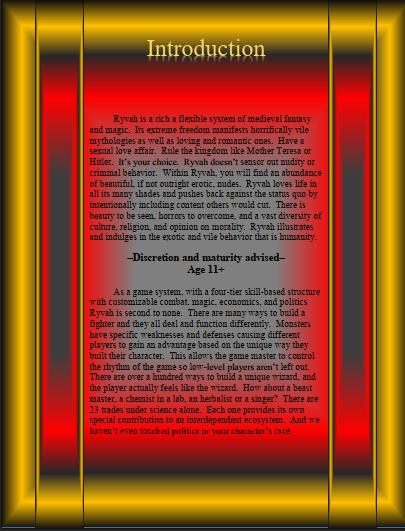 Introduction
Ryvah is a rich a flexible system of medieval fantasy
and magic. Its extreme freedom manifests horrifically vile
mythologies as well as loving and romantic ones. Have a
sexual love affair. Rule the kingdom like Mother Teresa or
Hitler. It's your choice. Ryvah doesn't sensor out nudity or
criminal behavior. Within Ryvah, you will find an abundance
of beautiful, if not outright erotic, nudes. Ryvah loves life in
all its many shades and pushes back against the status quo by
intentionally including content others would cut. There is
beauty to be seen, horrors to overcome, and a vast diversity of
culture, religion, and opinion on morality. Ryvah illustrates
and indulges in the exotic and vile behavior that is humanity.
–Discretion and maturity advised–
Age 11+
As a game system, with a four-tier skill-based structure
with customizable combat, magic, economics, and politics
Ryvah is second to none. There are many ways to build a
fighter and they all deal and function differently. Monsters
have specific weaknesses and defenses causing different
players to gain an advantage based on the unique way they
built their character. This allows the game master to control
the rhythm of the game so low-level players aren't left out.
There are over a hundred ways to build a unique wizard, and
the player actually feels like the wizard. How about a beast
master, a chemist in a lab, an herbalist or a singer? There are
23 trades under science alone. Each one provides its own
special contribution to an interdependent ecosystem. And we
haven't even touched politics or your character's race.